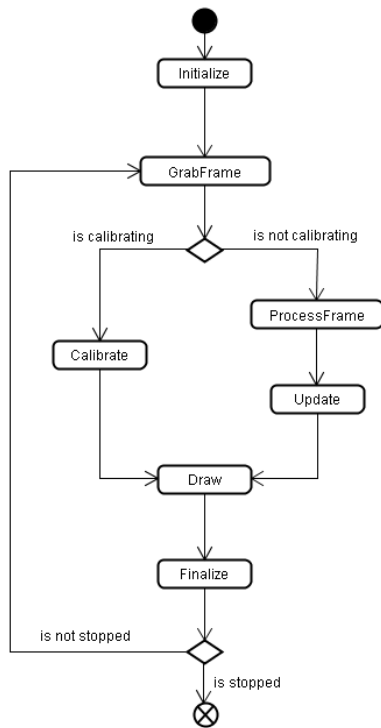 Initialize
GrabFrame
is calibrating
is not calibrating
ProcessFrame
Calibrate
Update
Draw
Finalize
is not stopped
is stopped